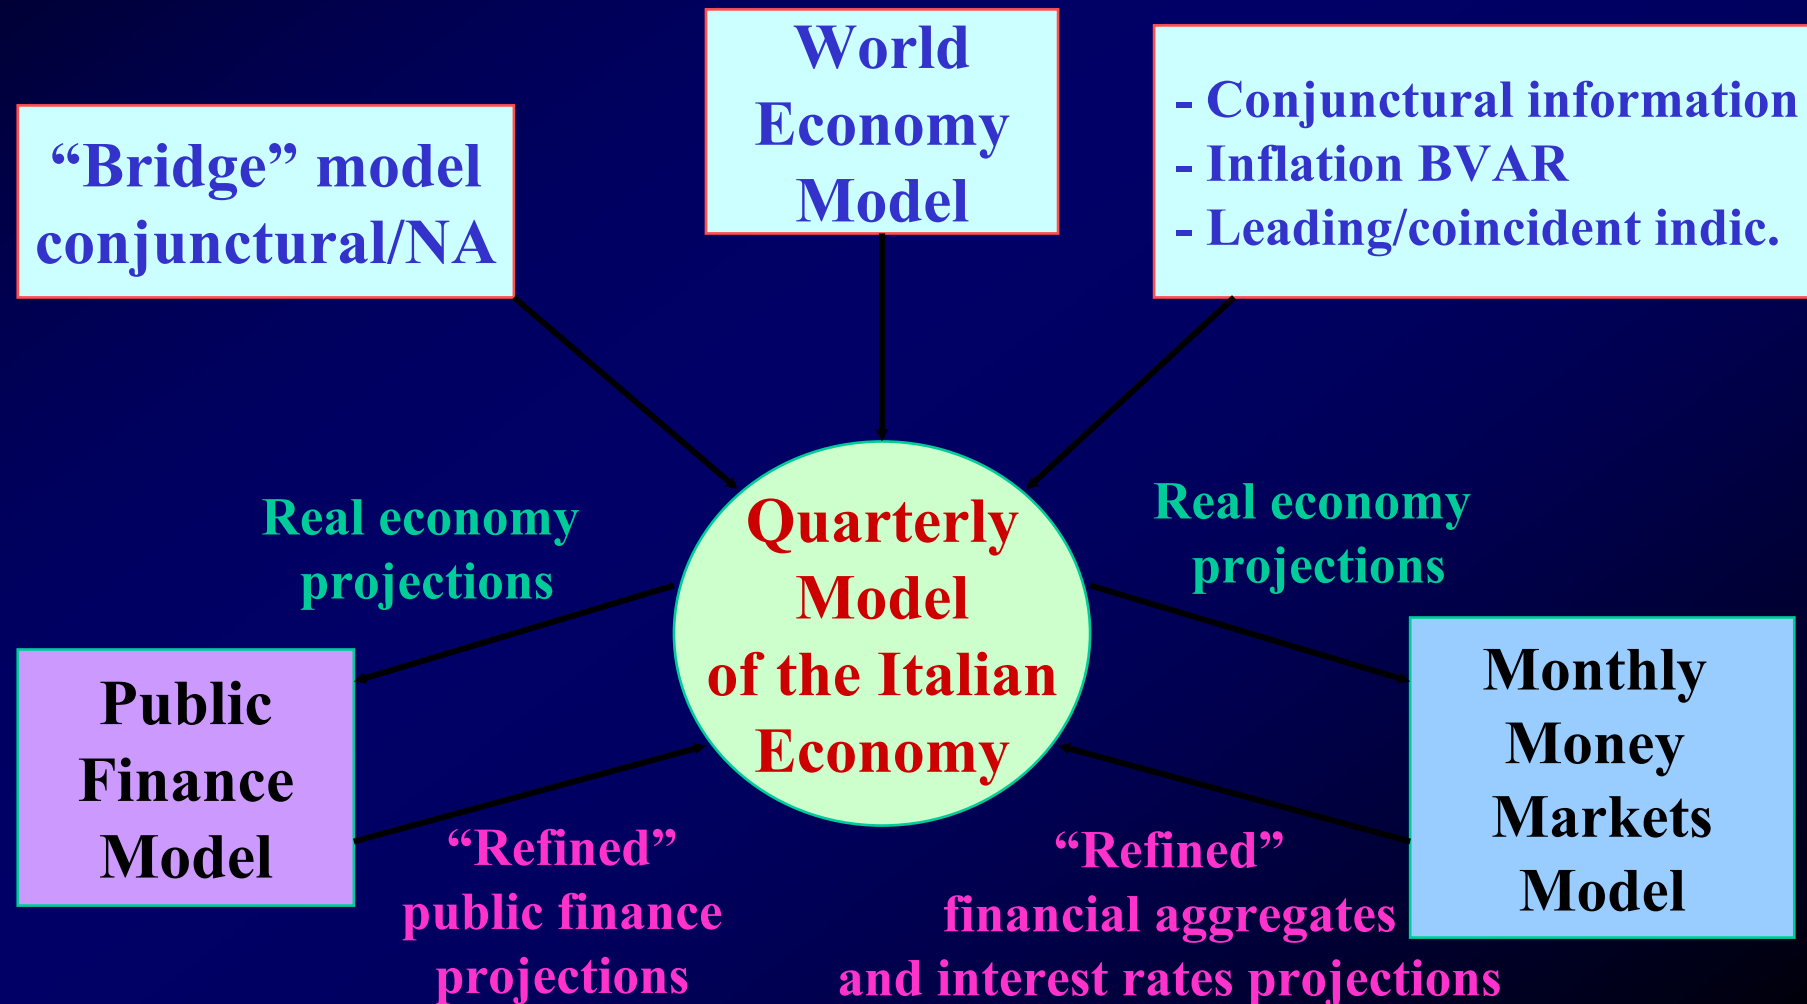 World
Economy
Model
“Bridge” model
conjunctural/NA
- Conjunctural information
- Inflation BVAR
- Leading/coincident indic.
Real economy
projections
Quarterly
Model
of the Italian
Economy
Real economy
projections
Public
Finance
Model
Monthly
Money
Markets
Model
“Refined”
public finance
projections
“Refined”
financial aggregates
and interest rates projections